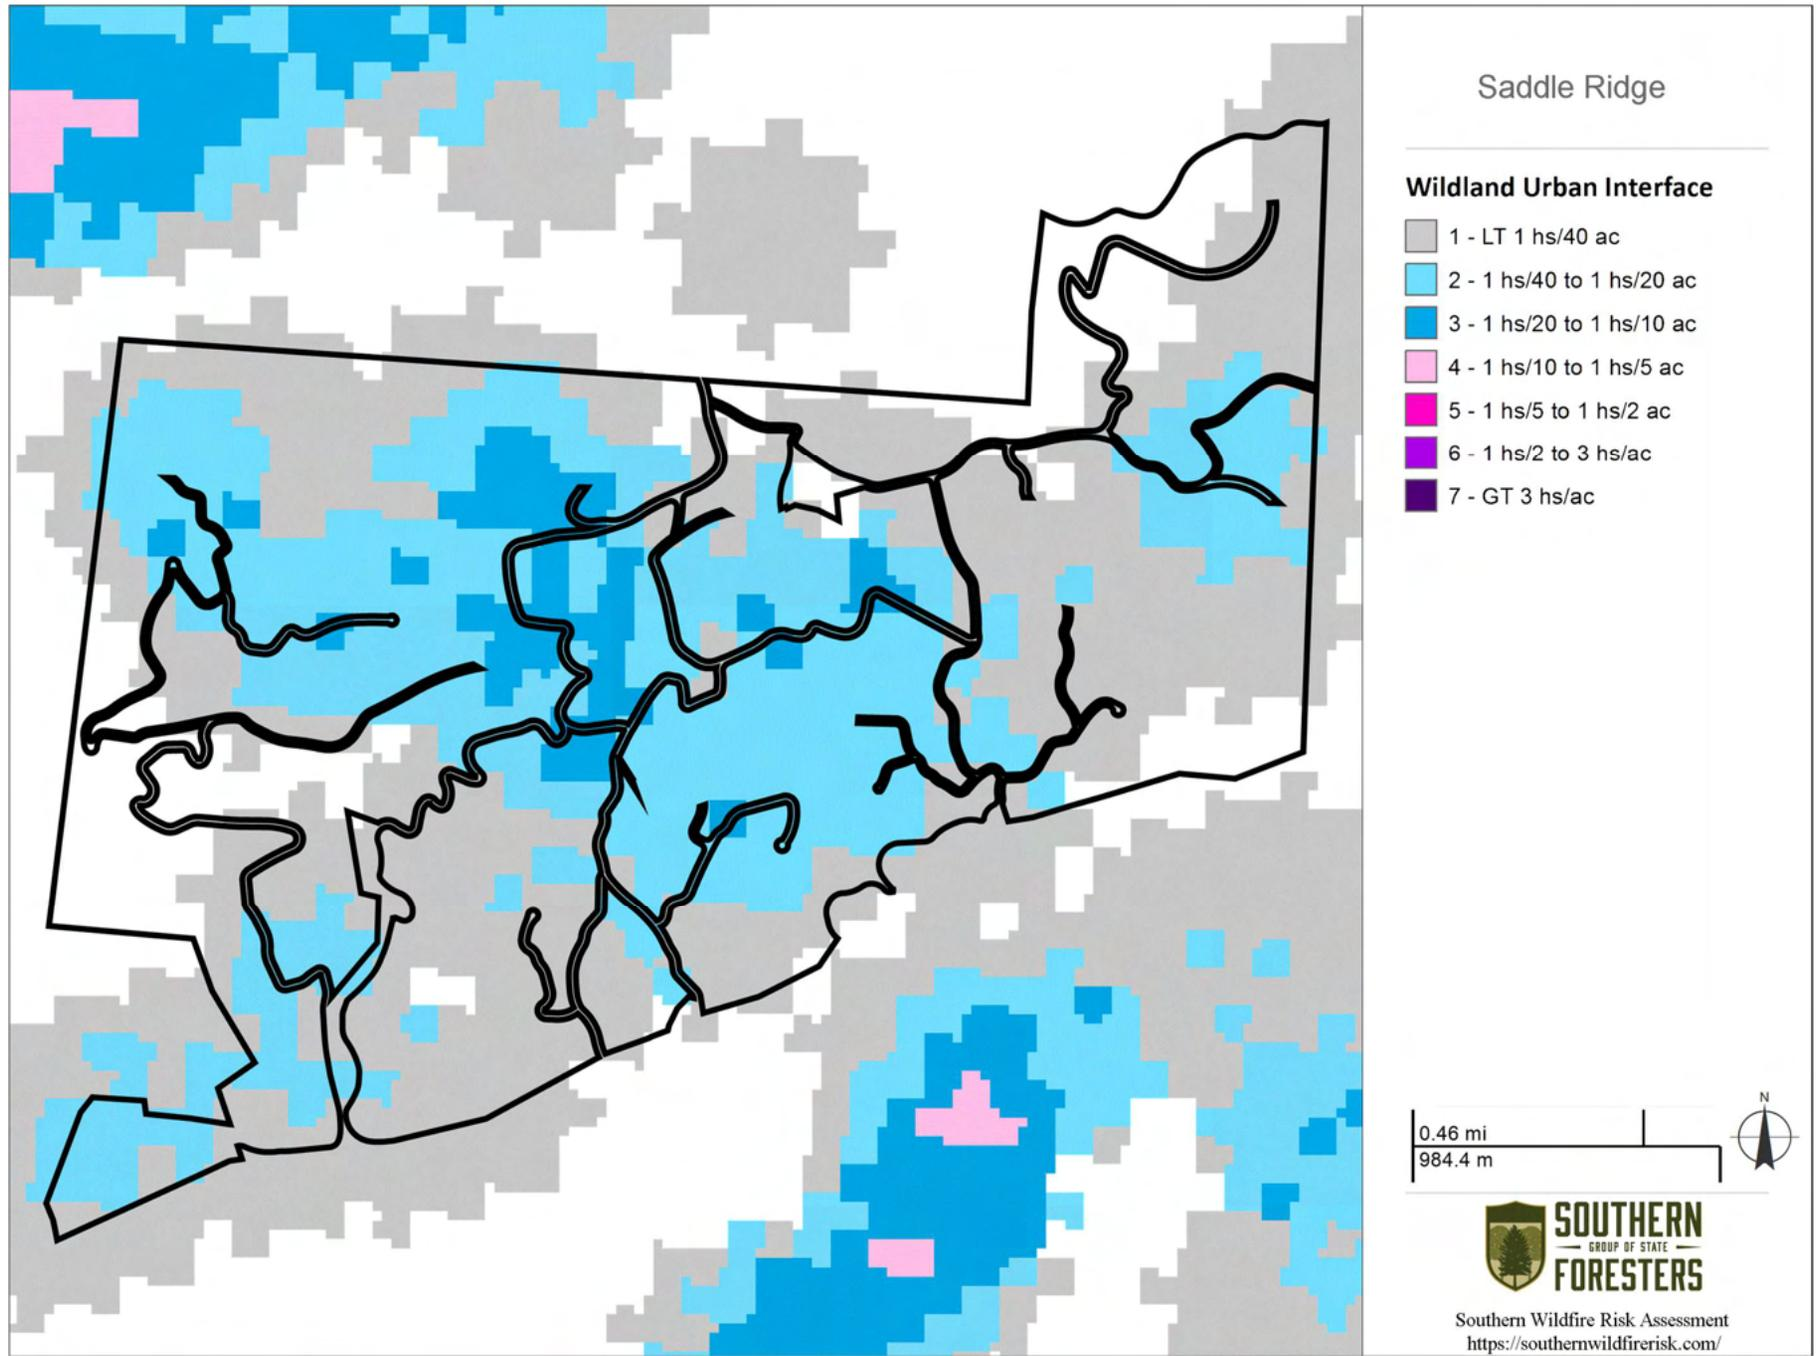 Saddle Ridge
Wildland Urban Interface
1 - LT 1 hs/40 ac
2 - 1 hs/40 to 1 hs/20 ac
3 - 1 hs/20 to 1 hs/10 ac
4 - 1 hs/10 to 1 hs/5 ac
5 - 1 hs/5 to 1 hs/2 ac
6 - 1 hs/2 to 3 hs/ac
7 - GT 3 hs/ac
0.46 mi
984.4 m
N
SOUTHERN
GROUP OF STATE
FORESTERS
Southern Wildfire Risk Assessment
https://southernwildfirerisk.com/